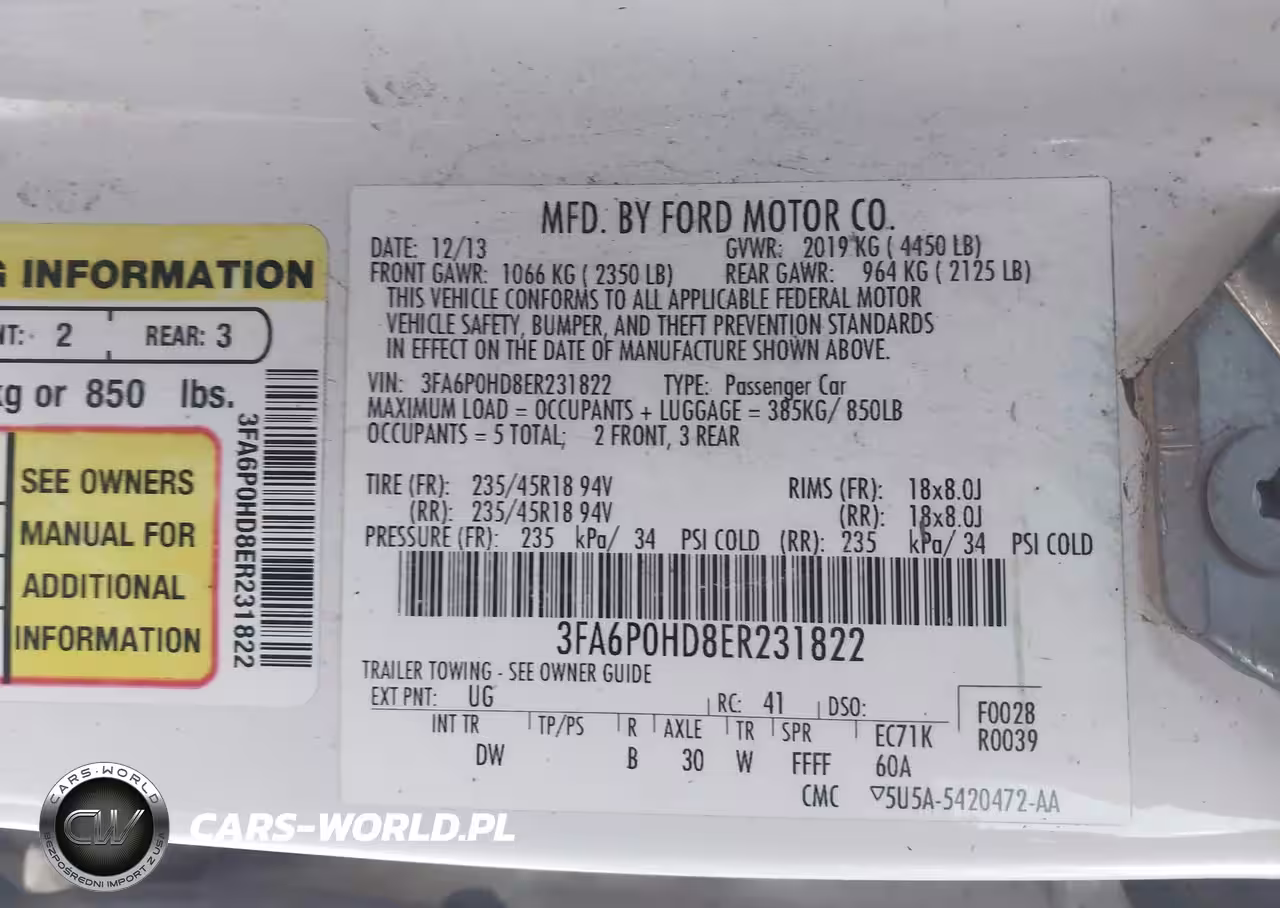 G INFORMATION
NT: 2 REAR: 3
kg or 850 lbs.
SEE OWNERS
MANUAL FOR
ADDITIONAL
INFORMATION
3FA6P0HD8ER231822
MFD. BY FORD MOTOR CO.
DATE: 12/13 GVWR: 2019 KG ( 4450 LB)
FRONT GAWR: 1066 KG ( 2350 LB) REAR GAWR: 964 KG ( 2125 LB)
THIS VEHICLE CONFORMS TO ALL APPLICABLE FEDERAL MOTOR
VEHICLE SAFETY, BUMPER, AND THEFT PREVENTION STANDARDS
IN EFFECT ON THE DATE OF MANUFACTURE SHOWN ABOVE.
VIN: 3FA6P0HD8ER231822 TYPE: Passenger Car
MAXIMUM LOAD = OCCUPANTS + LUGGAGE = 385KG/ 850LB
OCCUPANTS = 5 TOTAL; 2 FRONT, 3 REAR
TIRE (FR): 235/45R18 94V RIMS (FR): 18x8.0J
(RR): 235/45R18 94V (RR): 18x8.0J
PRESSURE (FR): 235 kPa/ 34 PSI COLD (RR): 235 kPa/ 34 PSI COLD
3FA6P0HD8ER231822
TRAILER TOWING - SEE OWNER GUIDE
EXT PNT: UG RC: 41 DSO: F0028
INT TR TP/PS R AXLE TR SPR EC71K R0039
DW B 30 W FFFF 60A
CMC ▽5U5A-5420472-AA
CARS-WORLD
CW
BEZPOŚREDNI IMPORT Z USA
CARS-WORLD.PL